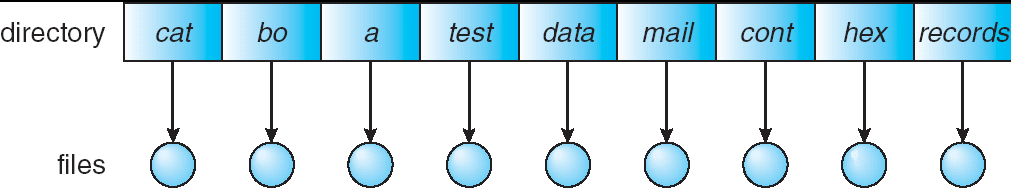 directory cat bo a test data mail cont hex records
files